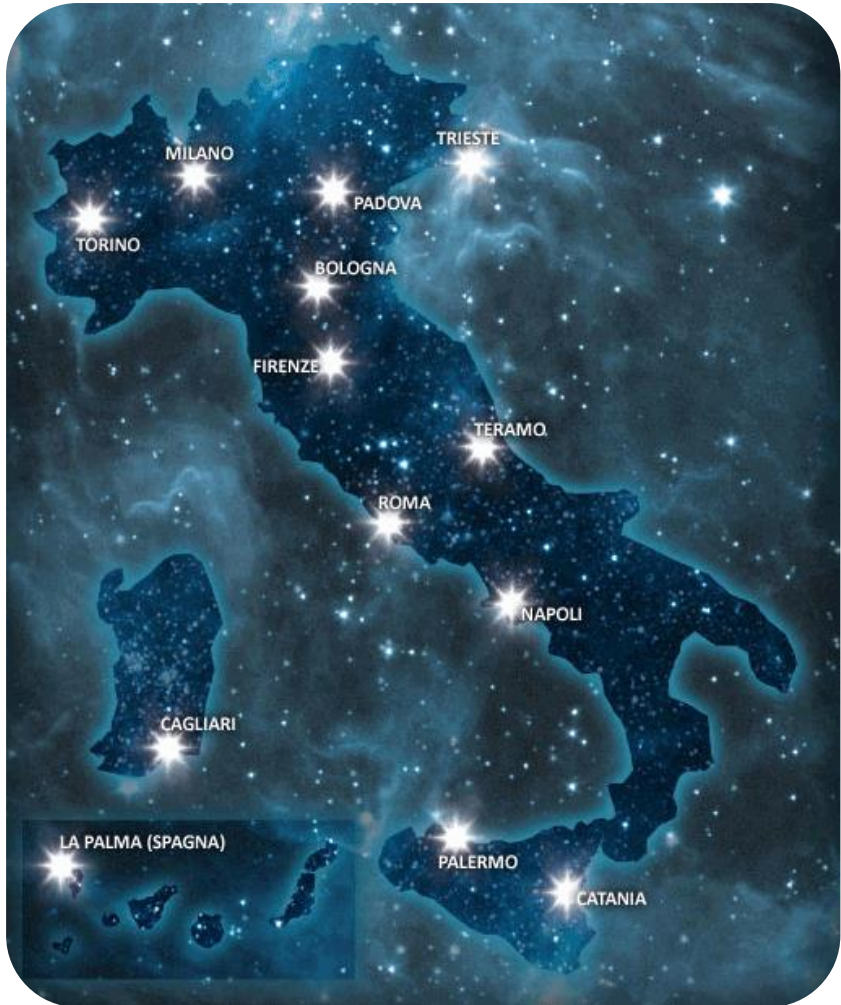 TRIESTE
MILANO
PADOVA
TORINO
BOLOGNA
FIRENZE
TERAMO
ROMA
NAPOLI
CAGLIARI
LA PALMA (SPAGNA)
PALERMO
CATANIA